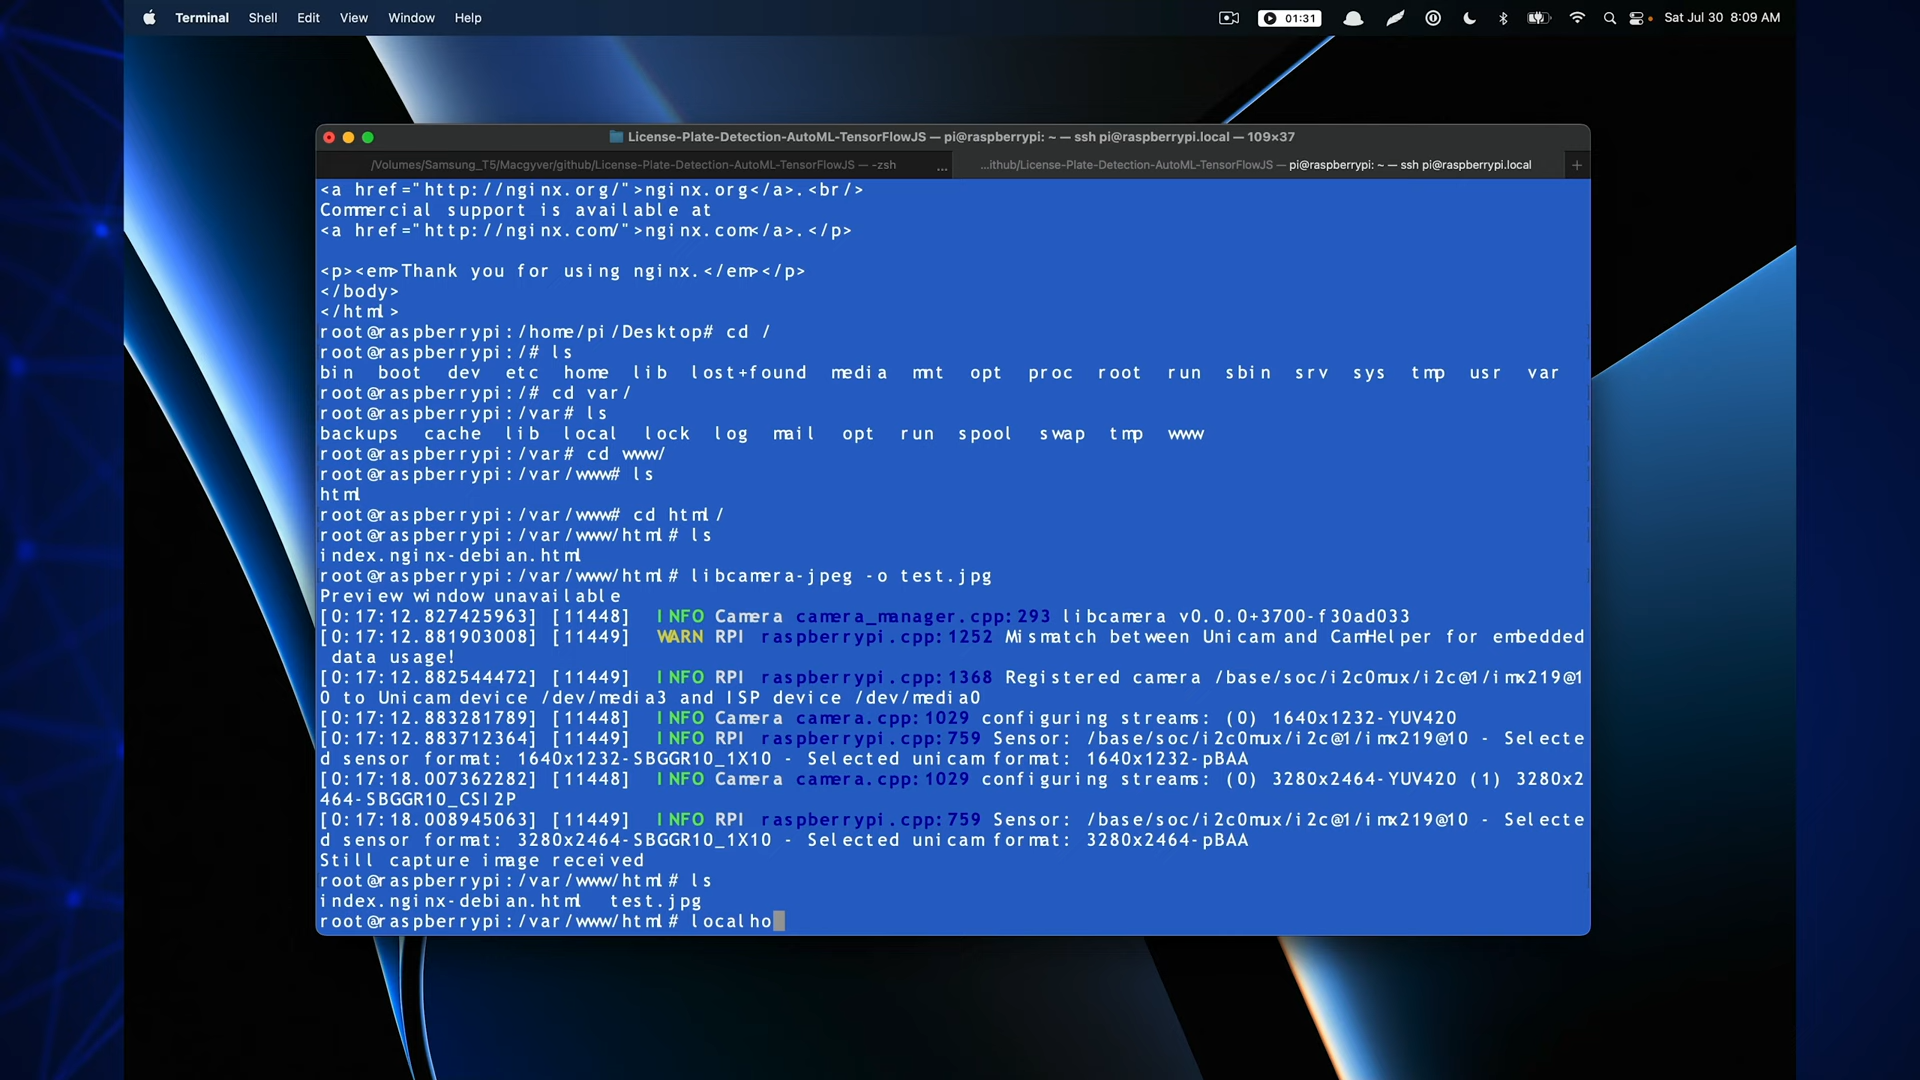 Terminal Shell Edit View Window Help 01:31 Sat Jul 30 8:09 AM
License-Plate-Detection-AutoML-TensorFlowJS — pi@raspberrypi: ~ — ssh pi@raspberrypi.local — 109×37
/Volumes/Samsung_T5/Macgyver/github/License-Plate-Detection-AutoML-TensorFlowJS — -zsh ... ...ithub/License-Plate-Detection-AutoML-TensorFlowJS — pi@raspberrypi: ~ — ssh pi@raspberrypi.local +
<a href="http://nginx.org/">nginx.org</a>.<br/>
Commercial support is available at
<a href="http://nginx.com/">nginx.com</a>.</p>
<p><em>Thank you for using nginx.</em></p>
</body>
</html>
root@raspberrypi:/home/pi/Desktop# cd /
root@raspberrypi:/# ls
bin boot dev etc home lib lost+found media mnt opt proc root run sbin srv sys tmp usr var
root@raspberrypi:/# cd var/
root@raspberrypi:/var# ls
backups cache lib local lock log mail opt run spool swap tmp www
root@raspberrypi:/var# cd www/
root@raspberrypi:/var/www# ls
html
root@raspberrypi:/var/www# cd html/
root@raspberrypi:/var/www/html# ls
index.nginx-debian.html
root@raspberrypi:/var/www/html# libcamera-jpeg -o test.jpg
Preview window unavailable
[0:17:12.827425963] [11448] INFO Camera camera_manager.cpp:293 libcamera v0.0.0+3700-f30ad033
[0:17:12.881903008] [11449] WARN RPI raspberrypi.cpp:1252 Mismatch between Unicam and CamHelper for embedded
data usage!
[0:17:12.882544472] [11449] INFO RPI raspberrypi.cpp:1368 Registered camera /base/soc/i2c0mux/i2c@1/imx219@1
0 to Unicam device /dev/media3 and ISP device /dev/media0
[0:17:12.883281789] [11448] INFO Camera camera.cpp:1029 configuring streams: (0) 1640x1232-YUV420
[0:17:12.883712364] [11449] INFO RPI raspberrypi.cpp:759 Sensor: /base/soc/i2c0mux/i2c@1/imx219@10 - Selecte
d sensor format: 1640x1232-SBGGR10_1X10 - Selected unicam format: 1640x1232-pBAA
[0:17:18.007362282] [11448] INFO Camera camera.cpp:1029 configuring streams: (0) 3280x2464-YUV420 (1) 3280x2
464-SBGGR10_CSI2P
[0:17:18.008945063] [11449] INFO RPI raspberrypi.cpp:759 Sensor: /base/soc/i2c0mux/i2c@1/imx219@10 - Selecte
d sensor format: 3280x2464-SBGGR10_1X10 - Selected unicam format: 3280x2464-pBAA
Still capture image received
root@raspberrypi:/var/www/html# ls
index.nginx-debian.html test.jpg
root@raspberrypi:/var/www/html# localho